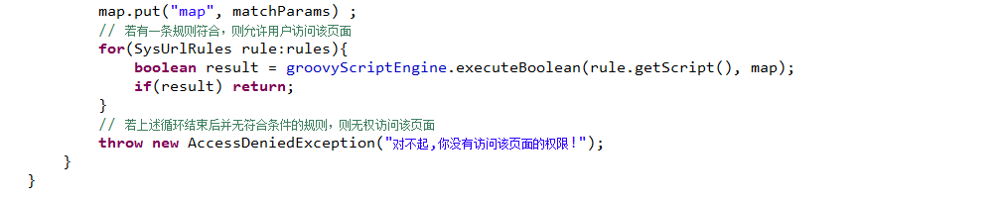 map.put("map", matchParams) ;
// 若有一条规则符合，则允许用户访问该页面
for(SysUrlRules rule:rules){
boolean result = groovyScriptEngine.executeBoolean(rule.getScript(), map);
if(result) return;
}
// 若上述循环结束后并无符合条件的规则，则无权访问该页面
throw new AccessDeniedException("对不起,你没有访问该页面的权限!");
}
}